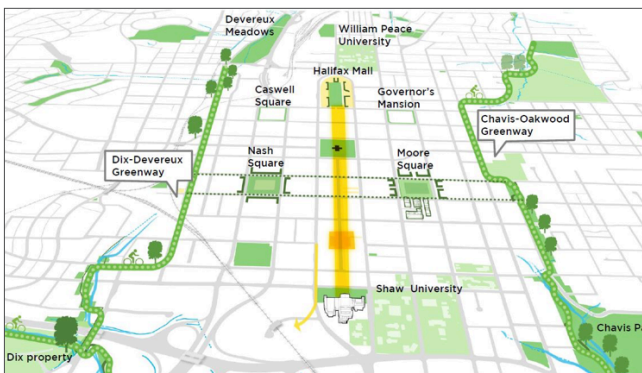 Devereux
Meadows
William Peace
University
Halifax Mall
Caswell
Square
Governor's
Mansion
Chavis-Oakwood
Greenway
Dix-Devereux
Greenway
Nash
Square
Moore
Square
Shaw University
Chavis Pa
Dix property